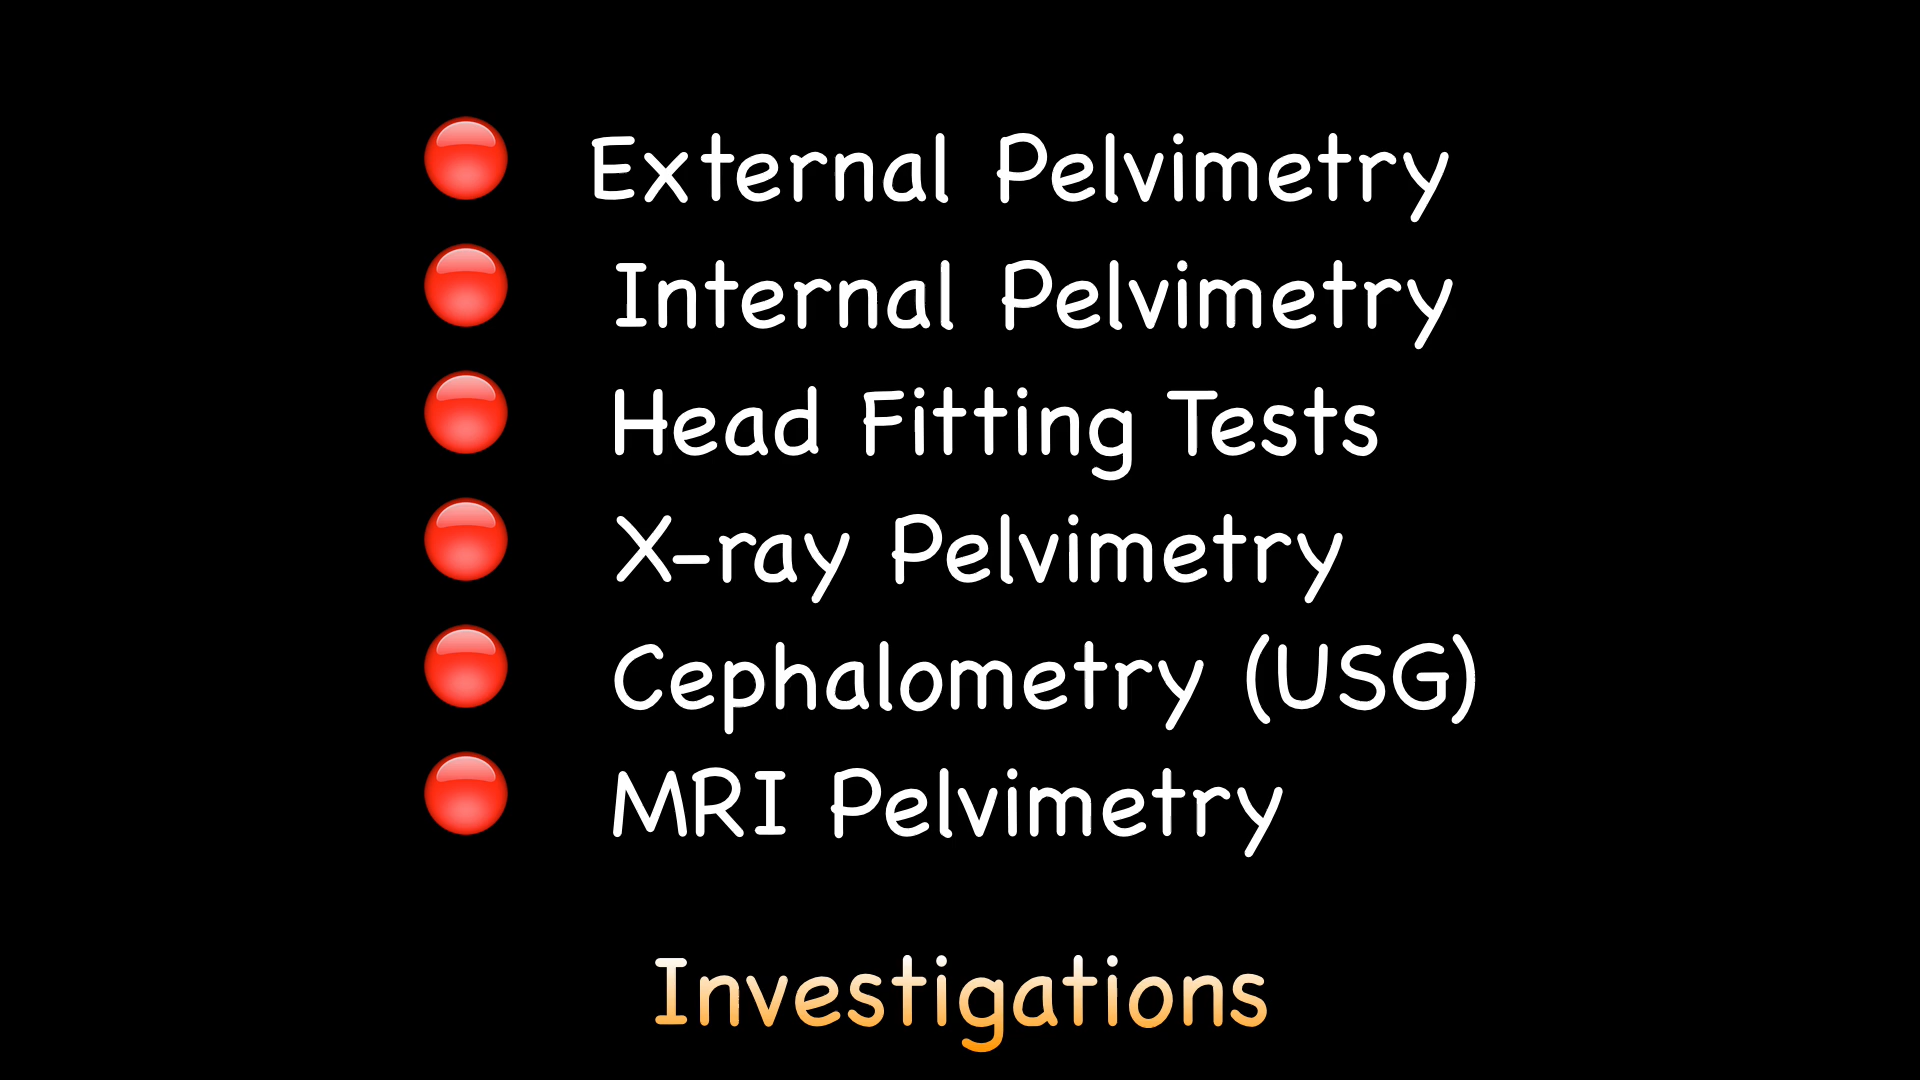 External Pelvimetry
Internal Pelvimetry
Head Fitting Tests
X-ray Pelvimetry
Cephalometry (USG)
MRI Pelvimetry
Investigations